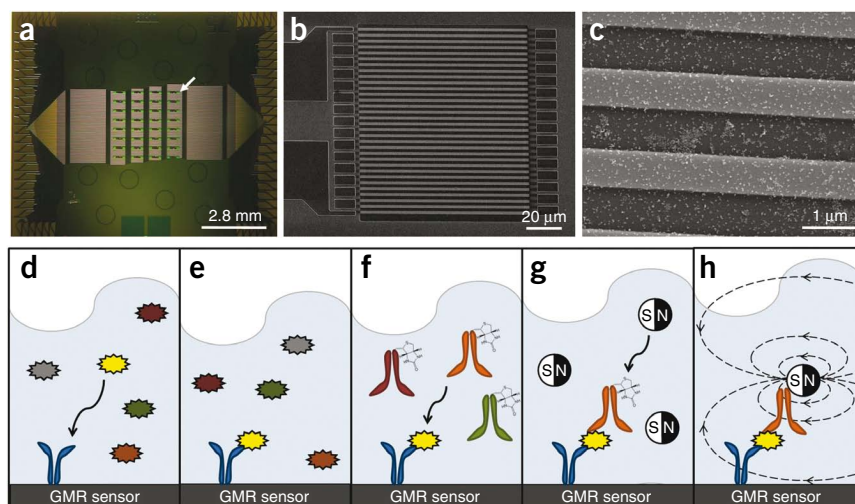 a
b
c
2.8 mm
20 μm
1 μm
d
e
f
g
h
S N
S N
S N
S N
GMR sensor
GMR sensor
GMR sensor
GMR sensor
GMR sensor